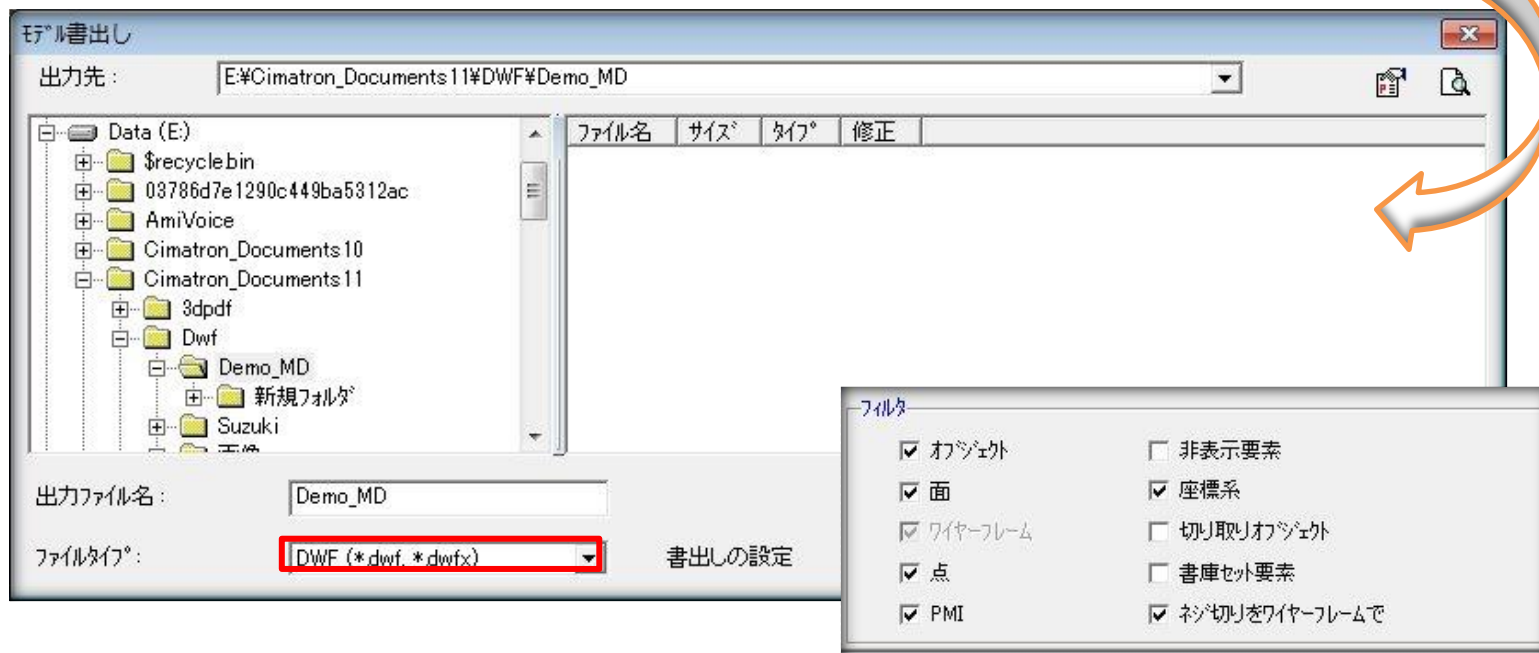 ﾓﾃﾞﾙ書出し
出力先：
E:¥Cimatron_Documents11¥DWF¥Demo_MD
Data (E:)
$recycle.bin
03786d7e1290c449ba5312ac
AmiVoice
Cimatron_Documents10
Cimatron_Documents11
3dpdf
Dwf
Demo_MD
新規ﾌｫﾙﾀﾞ
Suzuki
画像
ﾌｧｲﾙ名 ｻｲｽﾞ ﾀｲﾌﾟ 修正
出力ﾌｧｲﾙ名：
Demo_MD
ﾌｧｲﾙﾀｲﾌﾟ：
DWF (*.dwf, *.dwfx)
書出しの設定
ﾌｨﾙﾀ
ｵﾌﾞｼﾞｪｸﾄ
非表示要素
面
座標系
ﾜｲﾔｰﾌﾚｰﾑ
切り取りｵﾌﾞｼﾞｪｸﾄ
点
書庫ｾｯﾄ要素
PMI
ﾈｼﾞ切りをﾜｲﾔｰﾌﾚｰﾑで